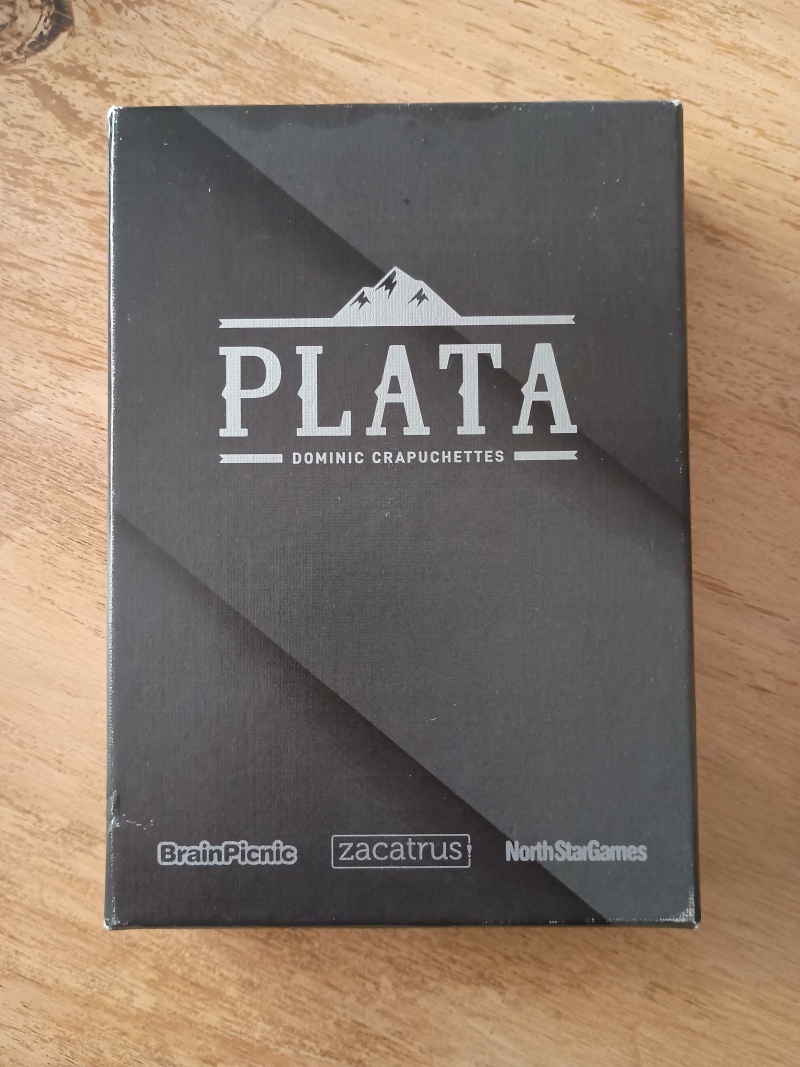 PLATA
DOMINIC CRAPUCHETTES
BrainPicnic zacatrus! NorthStarGames